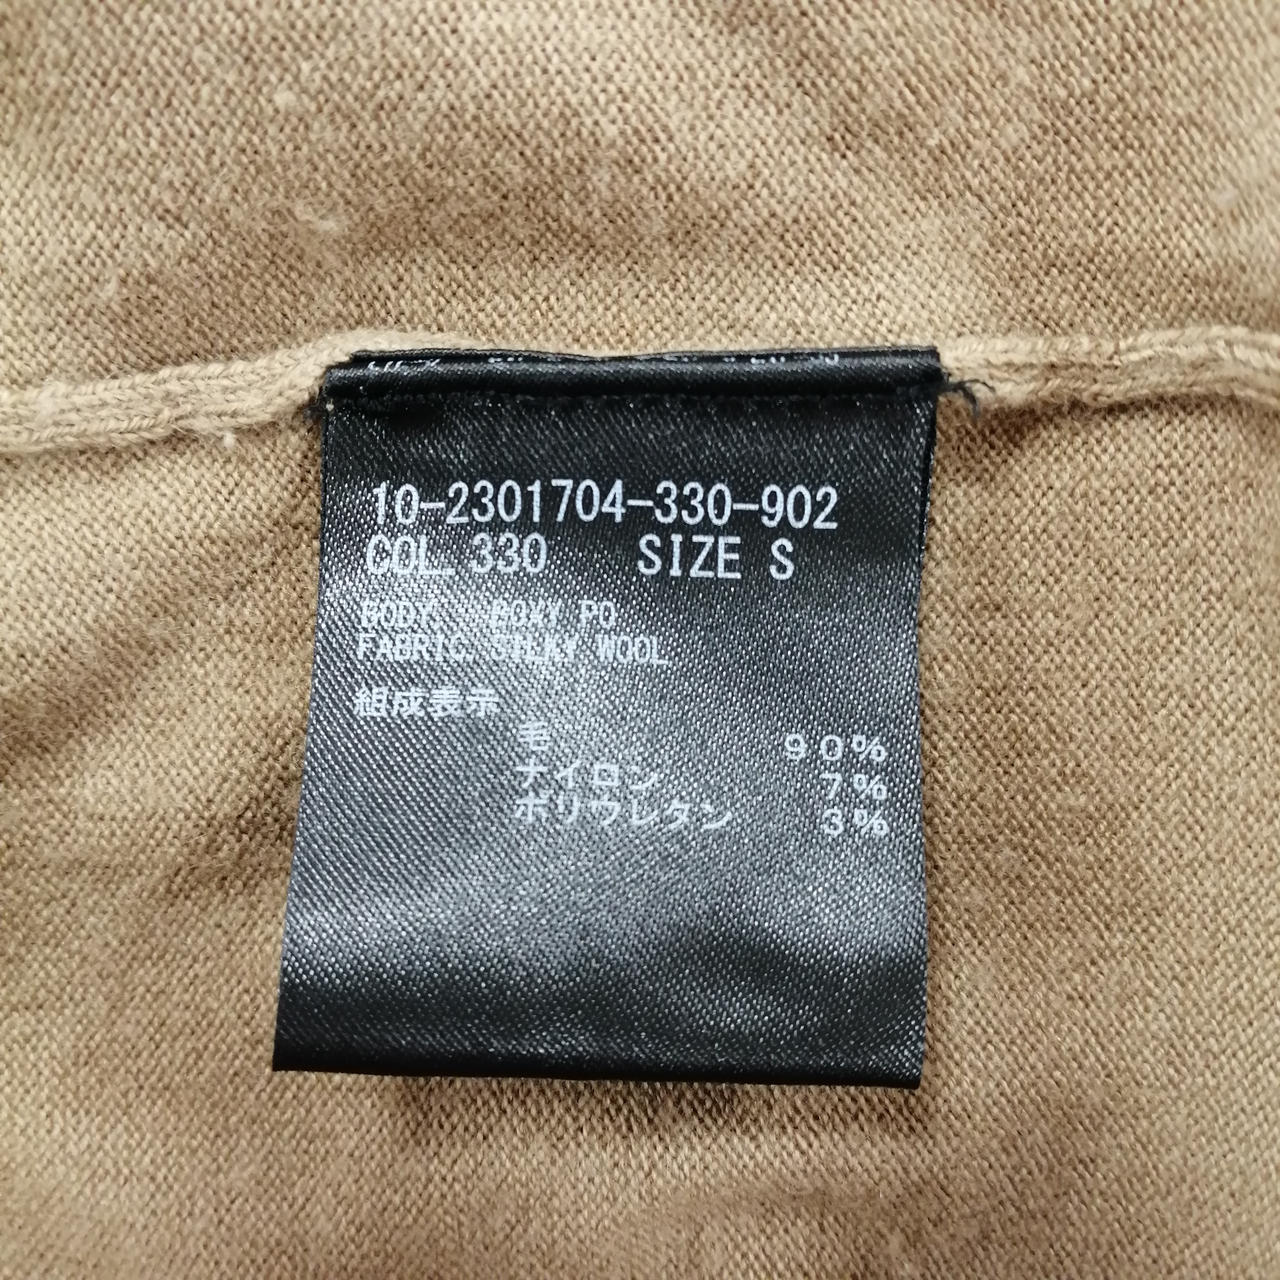 10-2301704-330-902
COL. 330 SIZE S
BODY. BOXY PO
FABRIC. SILKY WOOL
組成表示
毛 90%
ナイロン 7%
ポリウレタン 3%